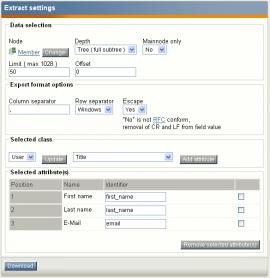 Extract settings
Data selection
Node Depth Mainnode only
Member Change Tree ( full subtree ) No
Limit ( max 1028 ) Offset
50 0
Export format options
Column separator Row separator Escape
, Windows Yes
"No" is not RFC conform,
removal of CR and LF from field value
Selected class
User Update Title Add attribute
Selected attribute(s)
Position Name Identifier
1 First name first_name
2 Last name last_name
3 E-Mail email
Remove selected attribute(s)
Download